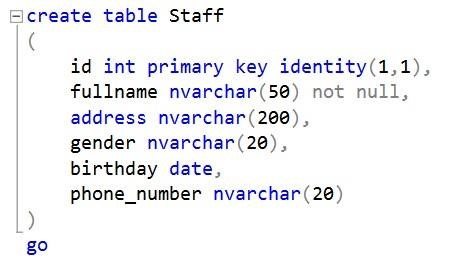 create table Staff
(
    id int primary key identity(1,1),
    fullname nvarchar(50) not null,
    address nvarchar(200),
    gender nvarchar(20),
    birthday date,
    phone_number nvarchar(20)
)
go